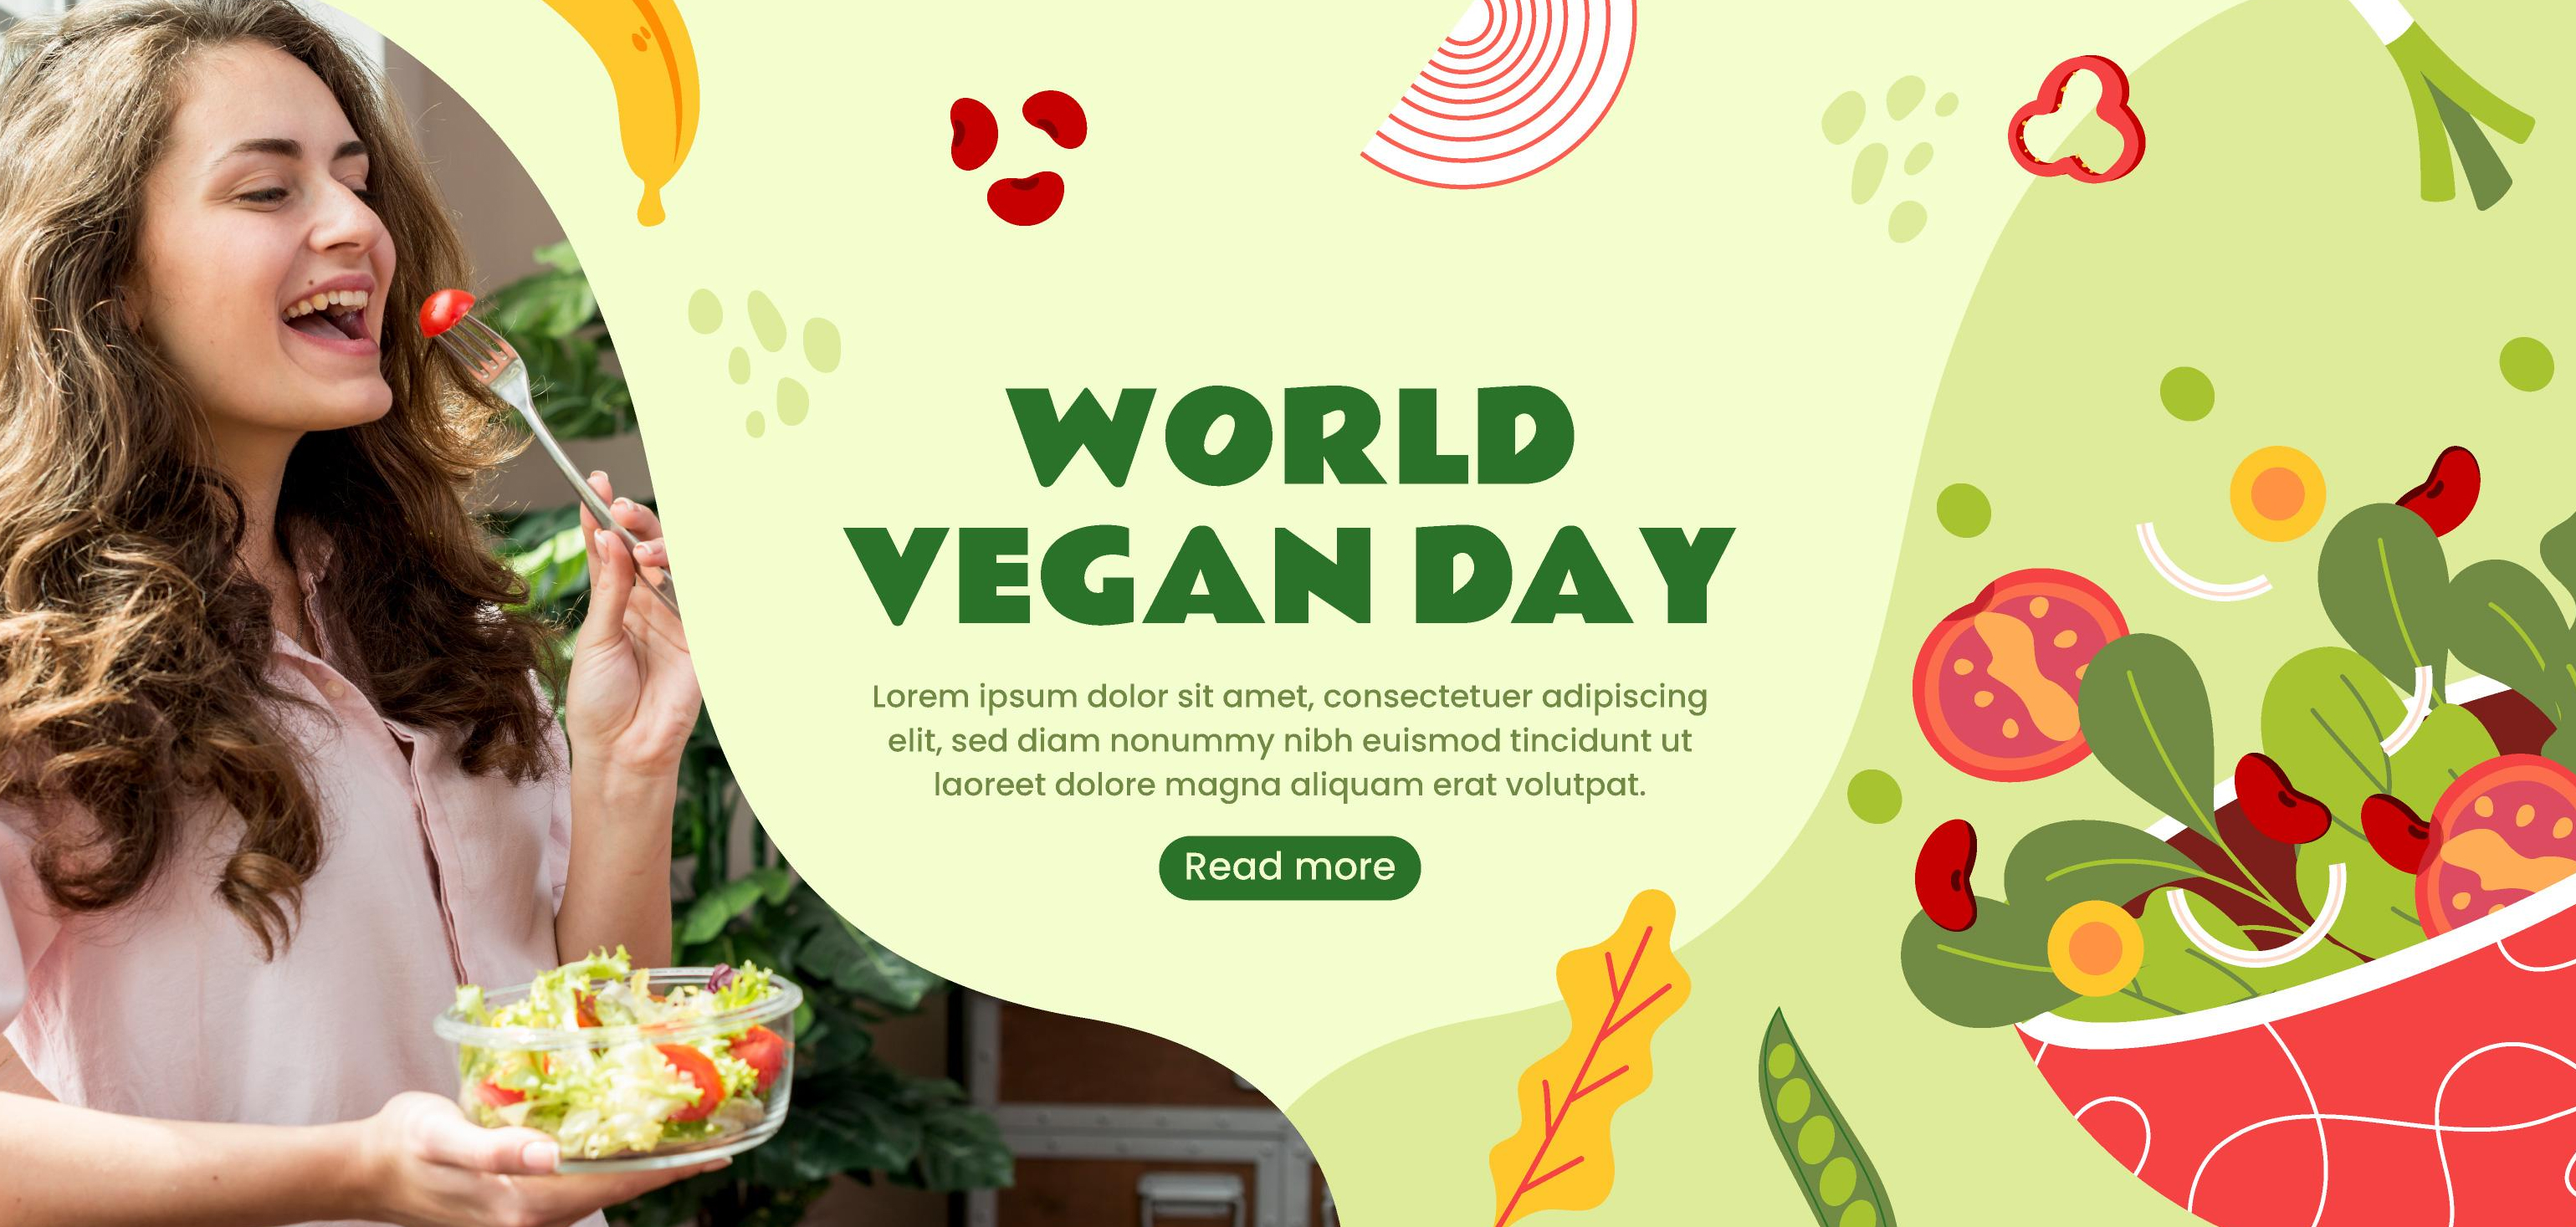 WORLD
VEGAN DAY
Lorem ipsum dolor sit amet, consectetuer adipiscing
elit, sed diam nonummy nibh euismod tincidunt ut
laoreet dolore magna aliquam erat volutpat.
Read more